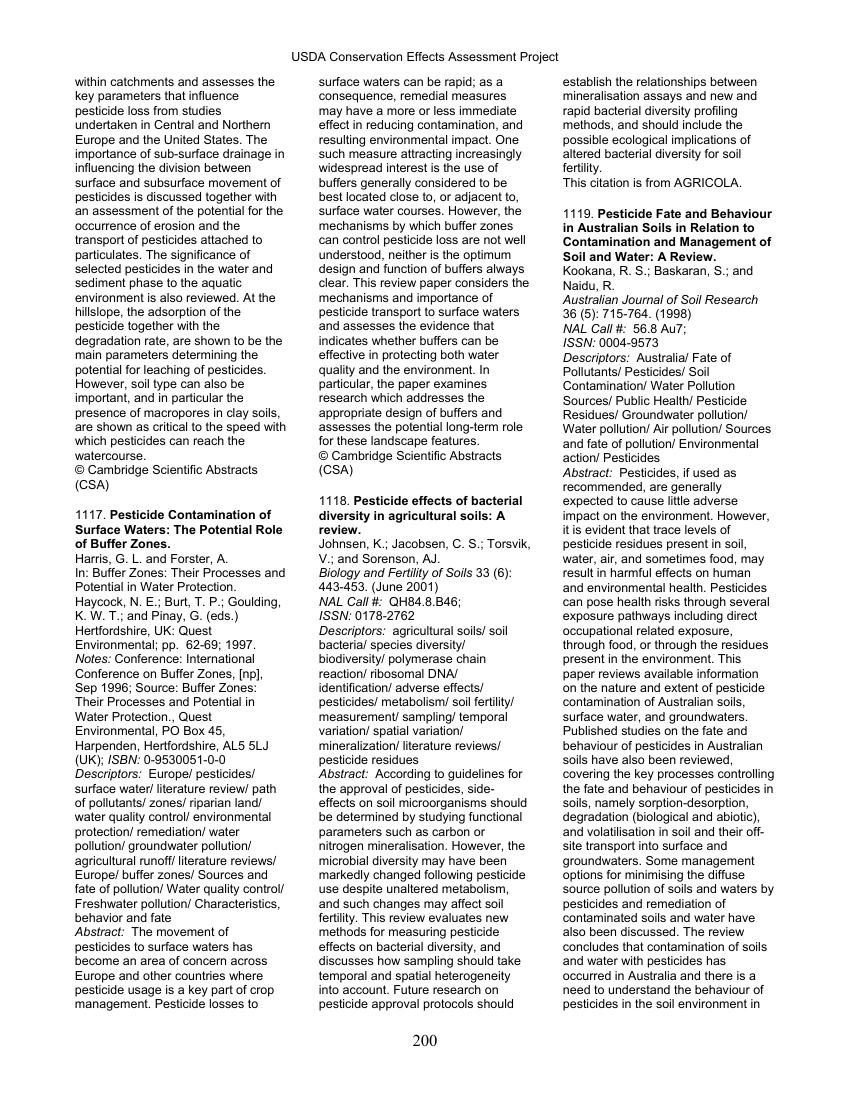 USDA Conservation Effects Assessment Project
within catchments and assesses the
key parameters that influence
pesticide loss from studies
undertaken in Central and Northern
Europe and the United States. The
importance of sub-surface drainage in
influencing the division between
surface and subsurface movement of
pesticides is discussed together with
an assessment of the potential for the
occurrence of erosion and the
transport of pesticides attached to
particulates. The significance of
selected pesticides in the water and
sediment phase to the aquatic
environment is also reviewed. At the
hillslope, the adsorption of the
pesticide together with the
degradation rate, are shown to be the
main parameters determining the
potential for leaching of pesticides.
However, soil type can also be
important, and in particular the
presence of macropores in clay soils,
are shown as critical to the speed with
which pesticides can reach the
watercourse.
© Cambridge Scientific Abstracts
(CSA)
1117. Pesticide Contamination of
Surface Waters: The Potential Role
of Buffer Zones.
Harris, G. L. and Forster, A.
In: Buffer Zones: Their Processes and
Potential in Water Protection.
Haycock, N. E.; Burt, T. P.; Goulding,
K. W. T.; and Pinay, G. (eds.)
Hertfordshire, UK: Quest
Environmental; pp. 62-69; 1997.
Notes: Conference: International
Conference on Buffer Zones, [np],
Sep 1996; Source: Buffer Zones:
Their Processes and Potential in
Water Protection., Quest
Environmental, PO Box 45,
Harpenden, Hertfordshire, AL5 5LJ
(UK); ISBN: 0-9530051-0-0
Descriptors: Europe/ pesticides/
surface water/ literature review/ path
of pollutants/ zones/ riparian land/
water quality control/ environmental
protection/ remediation/ water
pollution/ groundwater pollution/
agricultural runoff/ literature reviews/
Europe/ buffer zones/ Sources and
fate of pollution/ Water quality control/
Freshwater pollution/ Characteristics,
behavior and fate
Abstract: The movement of
pesticides to surface waters has
become an area of concern across
Europe and other countries where
pesticide usage is a key part of crop
management. Pesticide losses to
surface waters can be rapid; as a
consequence, remedial measures
may have a more or less immediate
effect in reducing contamination, and
resulting environmental impact. One
such measure attracting increasingly
widespread interest is the use of
buffers generally considered to be
best located close to, or adjacent to,
surface water courses. However, the
mechanisms by which buffer zones
can control pesticide loss are not well
understood, neither is the optimum
design and function of buffers always
clear. This review paper considers the
mechanisms and importance of
pesticide transport to surface waters
and assesses the evidence that
indicates whether buffers can be
effective in protecting both water
quality and the environment. In
particular, the paper examines
research which addresses the
appropriate design of buffers and
assesses the potential long-term role
for these landscape features.
© Cambridge Scientific Abstracts
(CSA)
1118. Pesticide effects of bacterial
diversity in agricultural soils: A
review.
Johnsen, K.; Jacobsen, C. S.; Torsvik,
V.; and Sorenson, AJ.
Biology and Fertility of Soils 33 (6):
443-453. (June 2001)
NAL Call #: QH84.8.B46;
ISSN: 0178-2762
Descriptors: agricultural soils/ soil
bacteria/ species diversity/
biodiversity/ polymerase chain
reaction/ ribosomal DNA/
identification/ adverse effects/
pesticides/ metabolism/ soil fertility/
measurement/ sampling/ temporal
variation/ spatial variation/
mineralization/ literature reviews/
pesticide residues
Abstract: According to guidelines for
the approval of pesticides, side-
effects on soil microorganisms should
be determined by studying functional
parameters such as carbon or
nitrogen mineralisation. However, the
microbial diversity may have been
markedly changed following pesticide
use despite unaltered metabolism,
and such changes may affect soil
fertility. This review evaluates new
methods for measuring pesticide
effects on bacterial diversity, and
discusses how sampling should take
temporal and spatial heterogeneity
into account. Future research on
pesticide approval protocols should
establish the relationships between
mineralisation assays and new and
rapid bacterial diversity profiling
methods, and should include the
possible ecological implications of
altered bacterial diversity for soil
fertility.
This citation is from AGRICOLA.
1119. Pesticide Fate and Behaviour
in Australian Soils in Relation to
Contamination and Management of
Soil and Water: A Review.
Kookana, R. S.; Baskaran, S.; and
Naidu, R.
Australian Journal of Soil Research
36 (5): 715-764. (1998)
NAL Call #: 56.8 Au7;
ISSN: 0004-9573
Descriptors: Australia/ Fate of
Pollutants/ Pesticides/ Soil
Contamination/ Water Pollution
Sources/ Public Health/ Pesticide
Residues/ Groundwater pollution/
Water pollution/ Air pollution/ Sources
and fate of pollution/ Environmental
action/ Pesticides
Abstract: Pesticides, if used as
recommended, are generally
expected to cause little adverse
impact on the environment. However,
it is evident that trace levels of
pesticide residues present in soil,
water, air, and sometimes food, may
result in harmful effects on human
and environmental health. Pesticides
can pose health risks through several
exposure pathways including direct
occupational related exposure,
through food, or through the residues
present in the environment. This
paper reviews available information
on the nature and extent of pesticide
contamination of Australian soils,
surface water, and groundwaters.
Published studies on the fate and
behaviour of pesticides in Australian
soils have also been reviewed,
covering the key processes controlling
the fate and behaviour of pesticides in
soils, namely sorption-desorption,
degradation (biological and abiotic),
and volatilisation in soil and their off-
site transport into surface and
groundwaters. Some management
options for minimising the diffuse
source pollution of soils and waters by
pesticides and remediation of
contaminated soils and water have
also been discussed. The review
concludes that contamination of soils
and water with pesticides has
occurred in Australia and there is a
need to understand the behaviour of
pesticides in the soil environment in
200